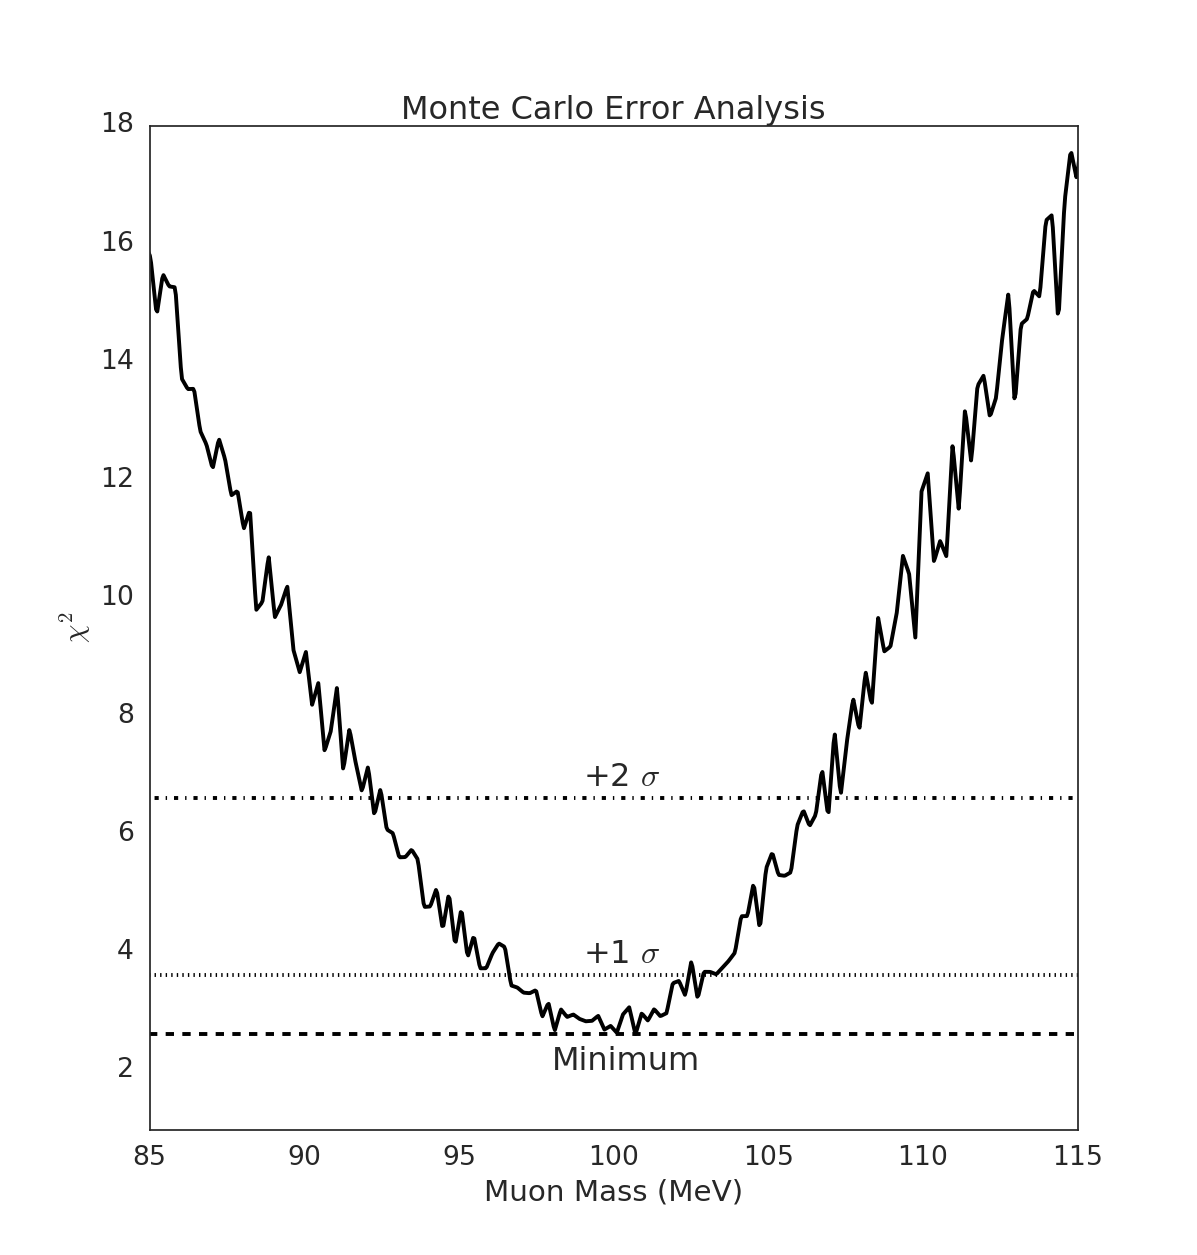 Monte Carlo Error Analysis
18
16
14
12
10
8
6
4
2
χ²
+2 σ
+1 σ
Minimum
85 90 95 100 105 110 115
Muon Mass (MeV)